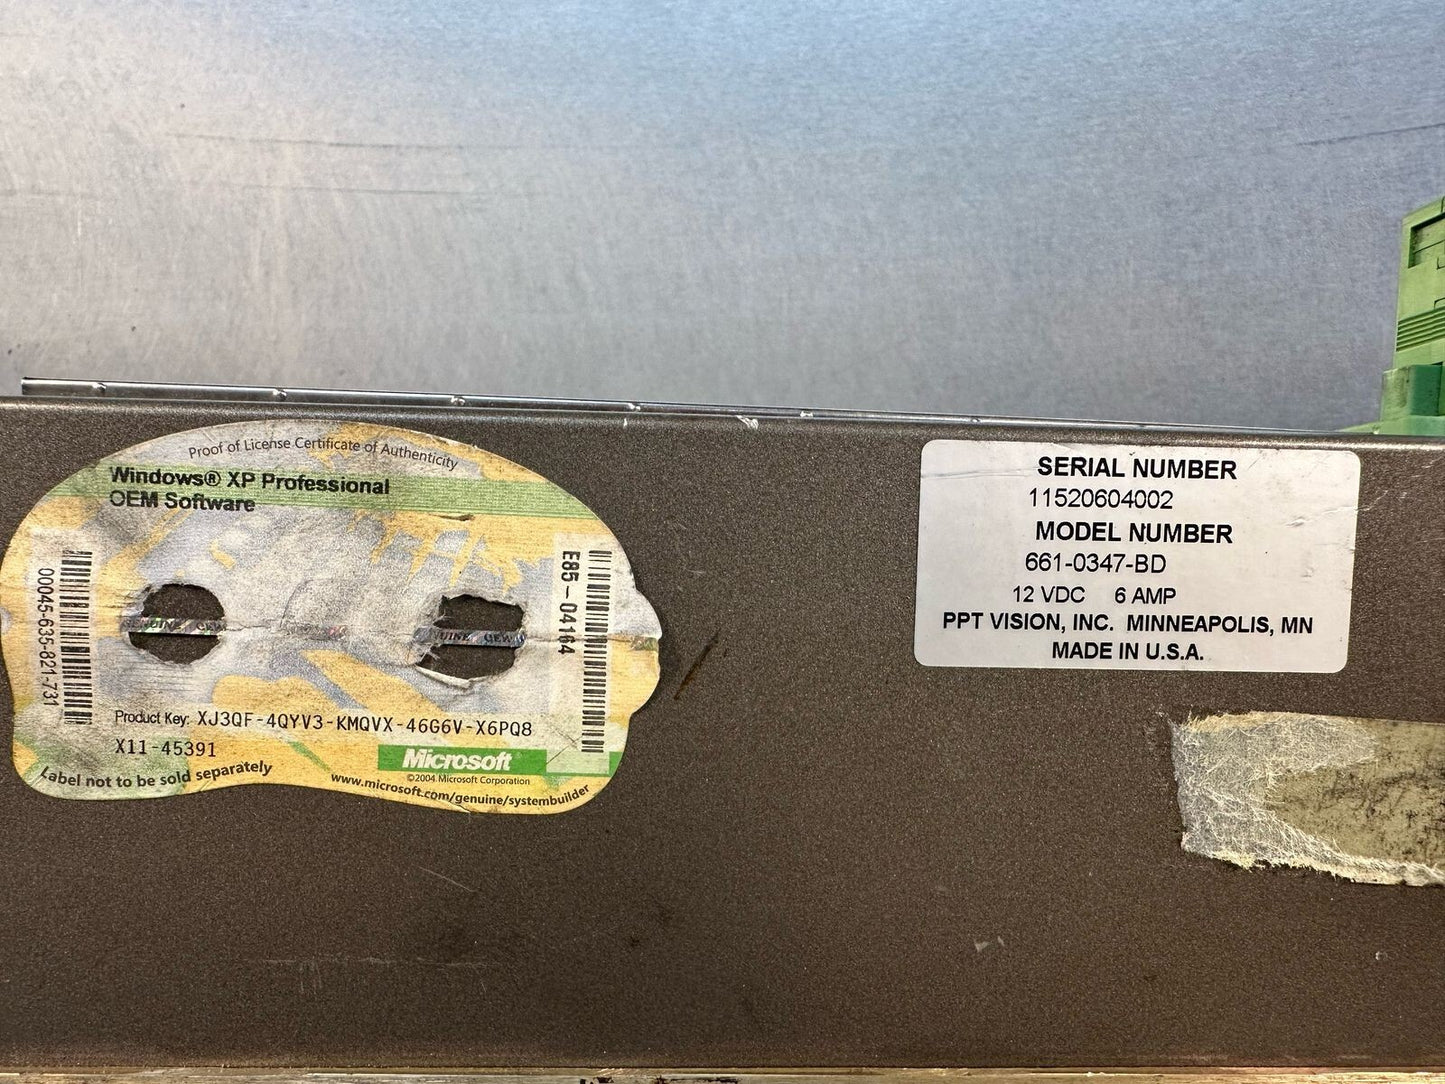 Proof of License Certificate of Authenticity
Windows® XP Professional
OEM Software
00045-635-821-731
E85-04164
GENUINE
UINE GENU
Product Key: XJ3QF-4QYV3-KMQVX-46G6V-X6PQ8
X11-45391
Microsoft
©2004 Microsoft Corporation
Label not to be sold separately
www.microsoft.com/genuine/systembuilder
SERIAL NUMBER
11520604002
MODEL NUMBER
661-0347-BD
12 VDC 6 AMP
PPT VISION, INC. MINNEAPOLIS, MN
MADE IN U.S.A.